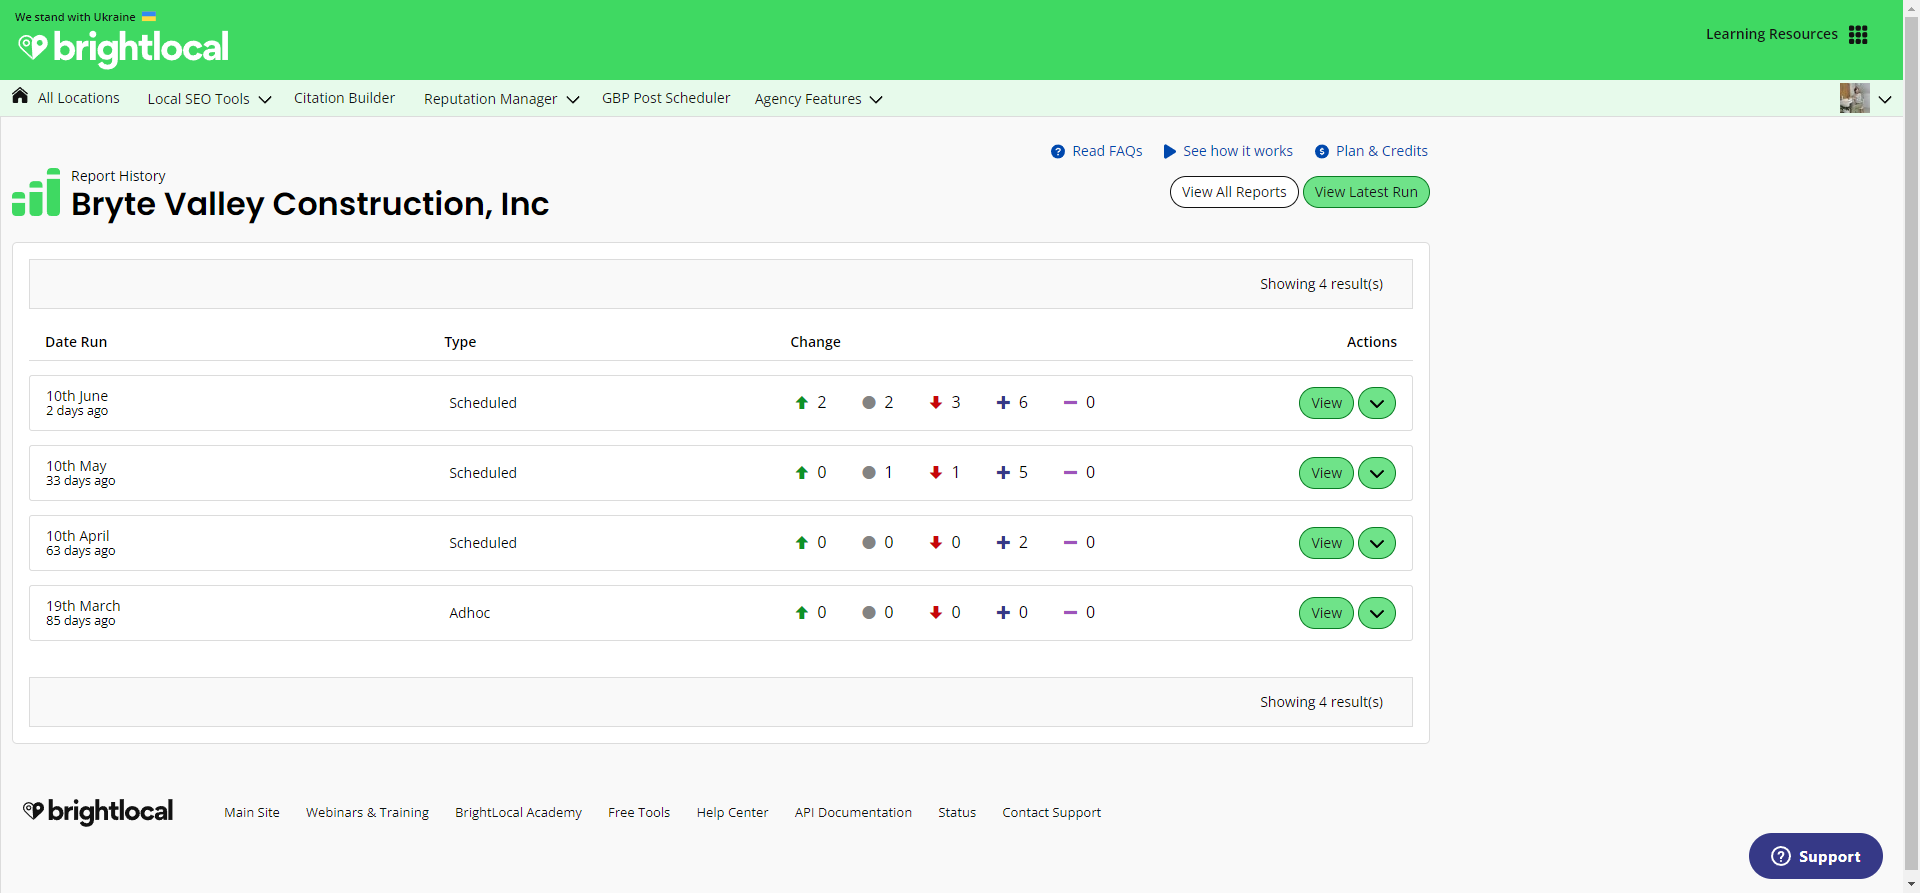 We stand with Ukraine
brightlocal
Learning Resources
All Locations
Local SEO Tools
Citation Builder
Reputation Manager
GBP Post Scheduler
Agency Features
Read FAQs
See how it works
Plan & Credits
Report History
Bryte Valley Construction, Inc
View All Reports
View Latest Run
Showing 4 result(s)
Date Run Type Change Actions
10th June
2 days ago
Scheduled 2 2 3 6 0 View
10th May
33 days ago
Scheduled 0 1 1 5 0 View
10th April
63 days ago
Scheduled 0 0 0 2 0 View
19th March
85 days ago
Adhoc 0 0 0 0 0 View
Showing 4 result(s)
brightlocal
Main Site
Webinars & Training
BrightLocal Academy
Free Tools
Help Center
API Documentation
Status
Contact Support
Support